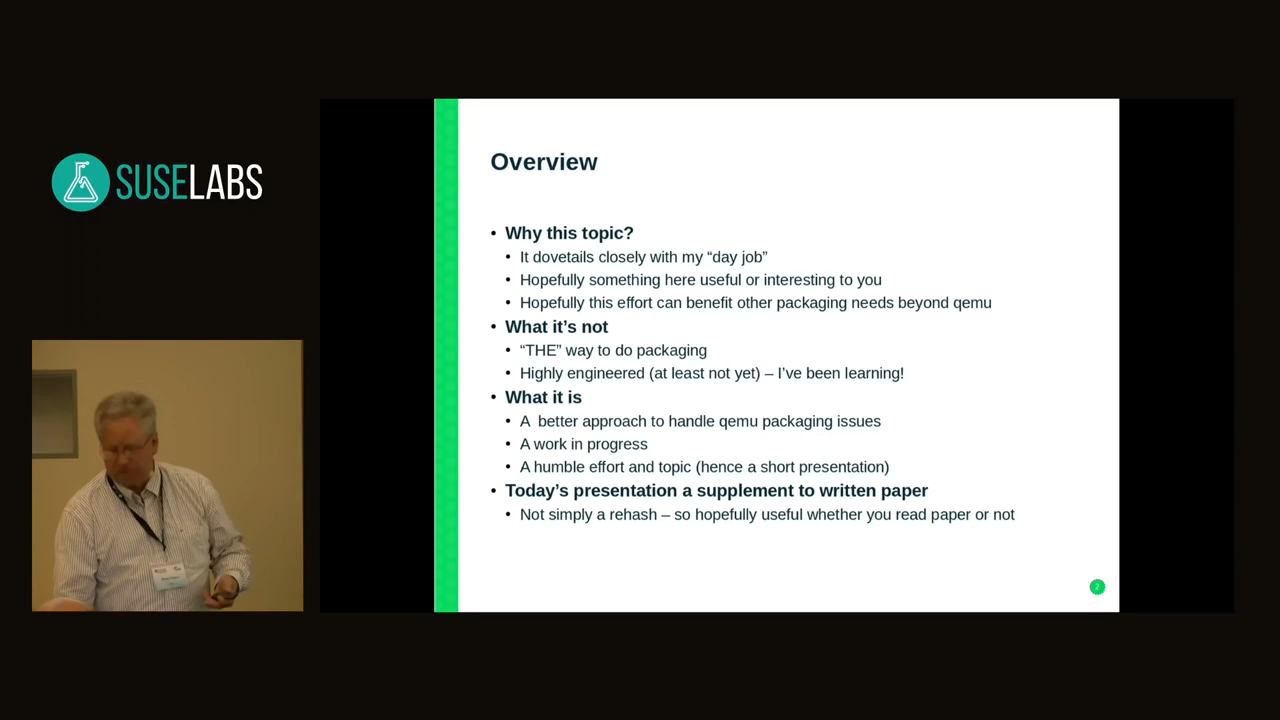 SUSELABS
Overview
• Why this topic?
• It dovetails closely with my “day job”
• Hopefully something here useful or interesting to you
• Hopefully this effort can benefit other packaging needs beyond qemu
• What it’s not
• “THE” way to do packaging
• Highly engineered (at least not yet) – I’ve been learning!
• What it is
• A  better approach to handle qemu packaging issues
• A work in progress
• A humble effort and topic (hence a short presentation)
• Today’s presentation a supplement to written paper
• Not simply a rehash – so hopefully useful whether you read paper or not
2